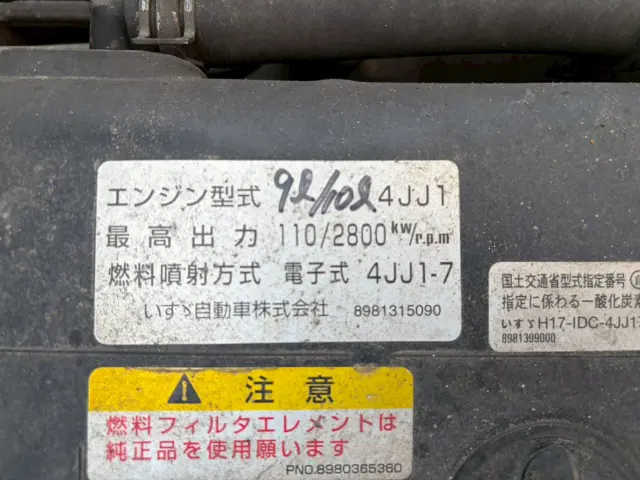 エンジン型式 9ℓ/10ℓ 4JJ1
最高出力 110/2800 kW/r.p.m
燃料噴射方式 電子式 4JJ1-7
いすゞ自動車株式会社 8981315090
国土交通省型式指定番号
指定に係わる一酸化炭素
いすゞH17-IDC-4JJ1
8981399000
注意
燃料フィルタエレメントは
純正品を使用願います
PNO.8980365360